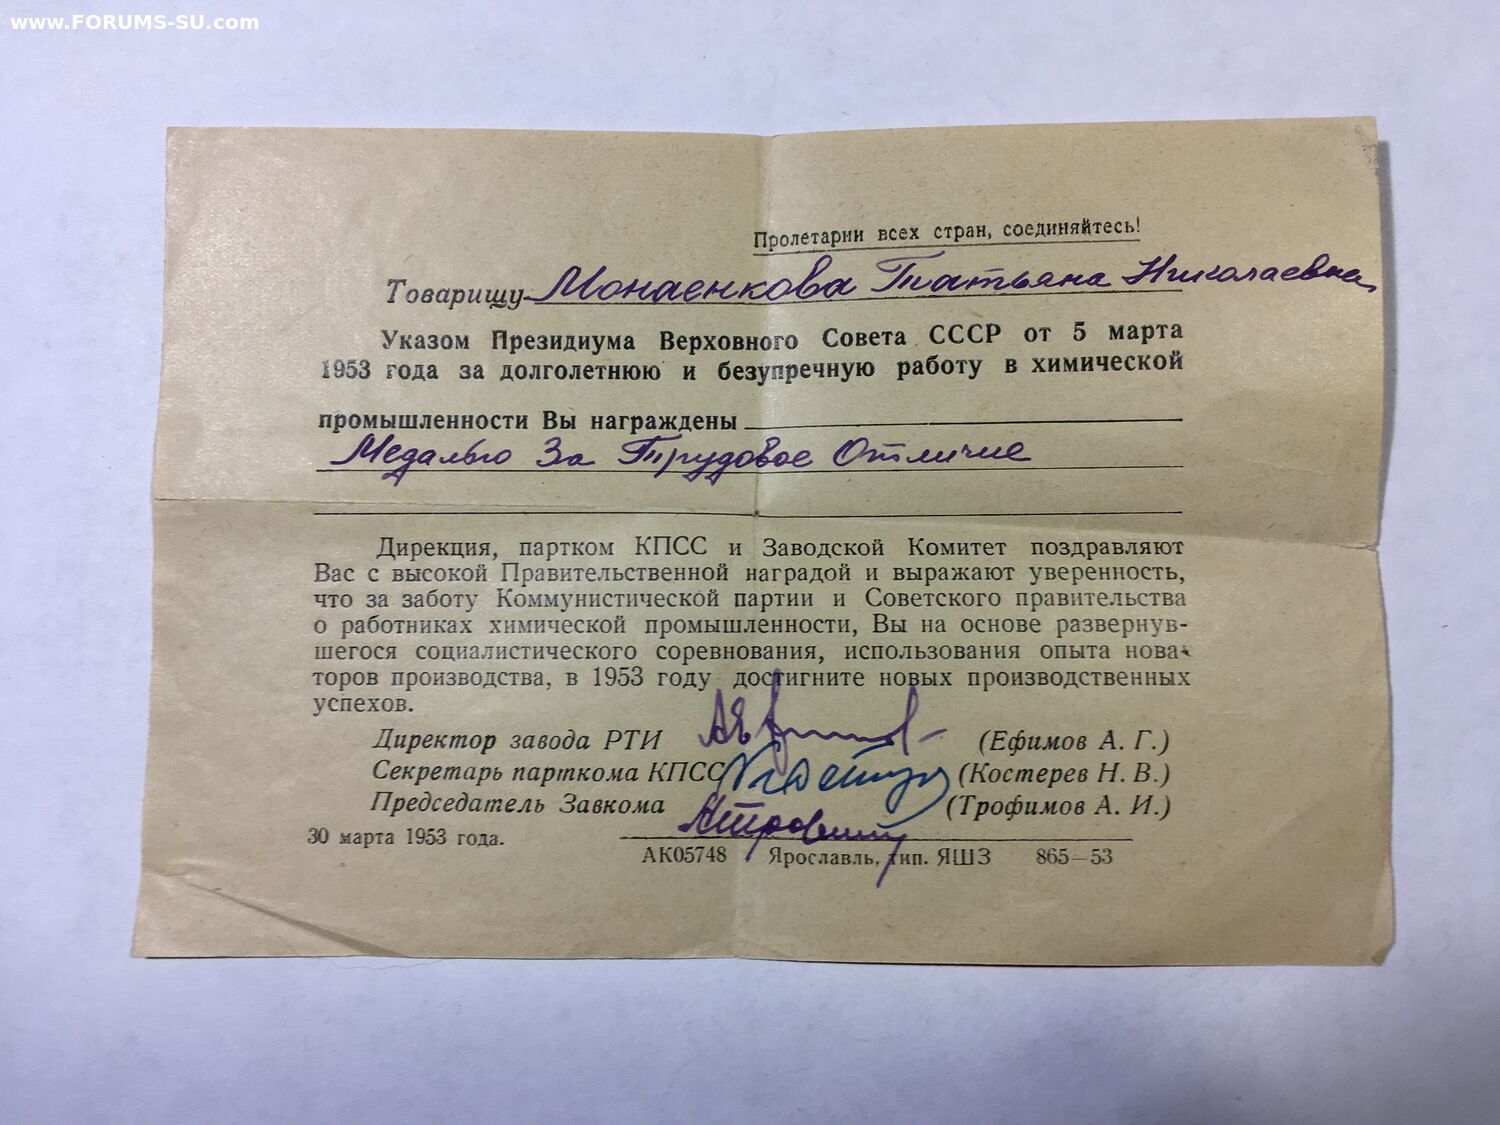 www.FORUMS-SU.com
Пролетарии всех стран, соединяйтесь!
Товарищу Монаенкова Татьяна Николаевна
Указом Президиума Верховного Совета СССР от 5 марта
1953 года за долголетнюю и безупречную работу в химической
промышленности Вы награждены
Медалью За Трудовое Отличие
Дирекция, партком КПСС и Заводской Комитет поздравляют
Вас с высокой Правительственной наградой и выражают уверенность,
что за заботу Коммунистической партии и Советского правительства
о работниках химической промышленности, Вы на основе развернув-
шегося социалистического соревнования, использования опыта нова-
торов производства, в 1953 году достигните новых производственных
успехов.
Директор завода РТИ (Ефимов А. Г.)
Секретарь парткома КПСС (Костерев Н. В.)
Председатель Завкома (Трофимов А. И.)
30 марта 1953 года.
АК05748 Ярославль, тип. ЯШЗ 865—53